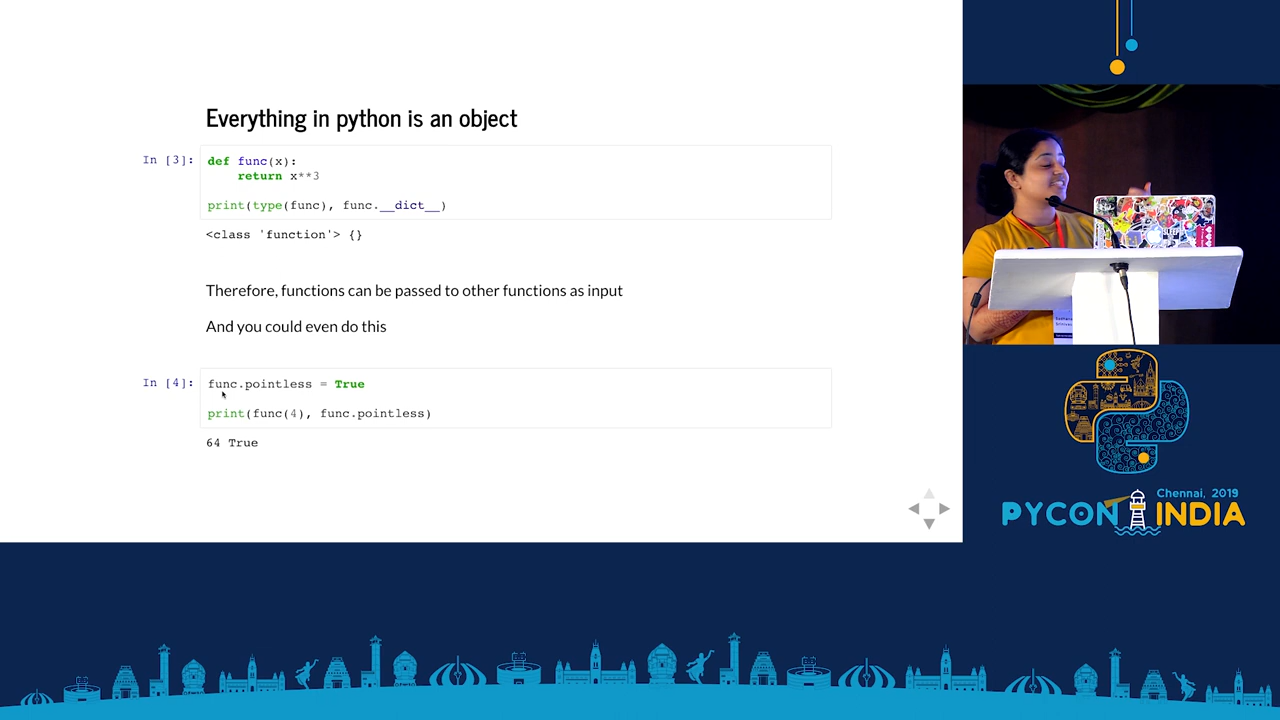 Everything in python is an object
In [3]: def func(x):
return x**3
print(type(func), func.__dict__)
<class 'function'> {}
Therefore, functions can be passed to other functions as input
And you could even do this
In [4]: func.pointless = True
print(func(4), func.pointless)
64 True
Chennai, 2019
PYCON INDIA